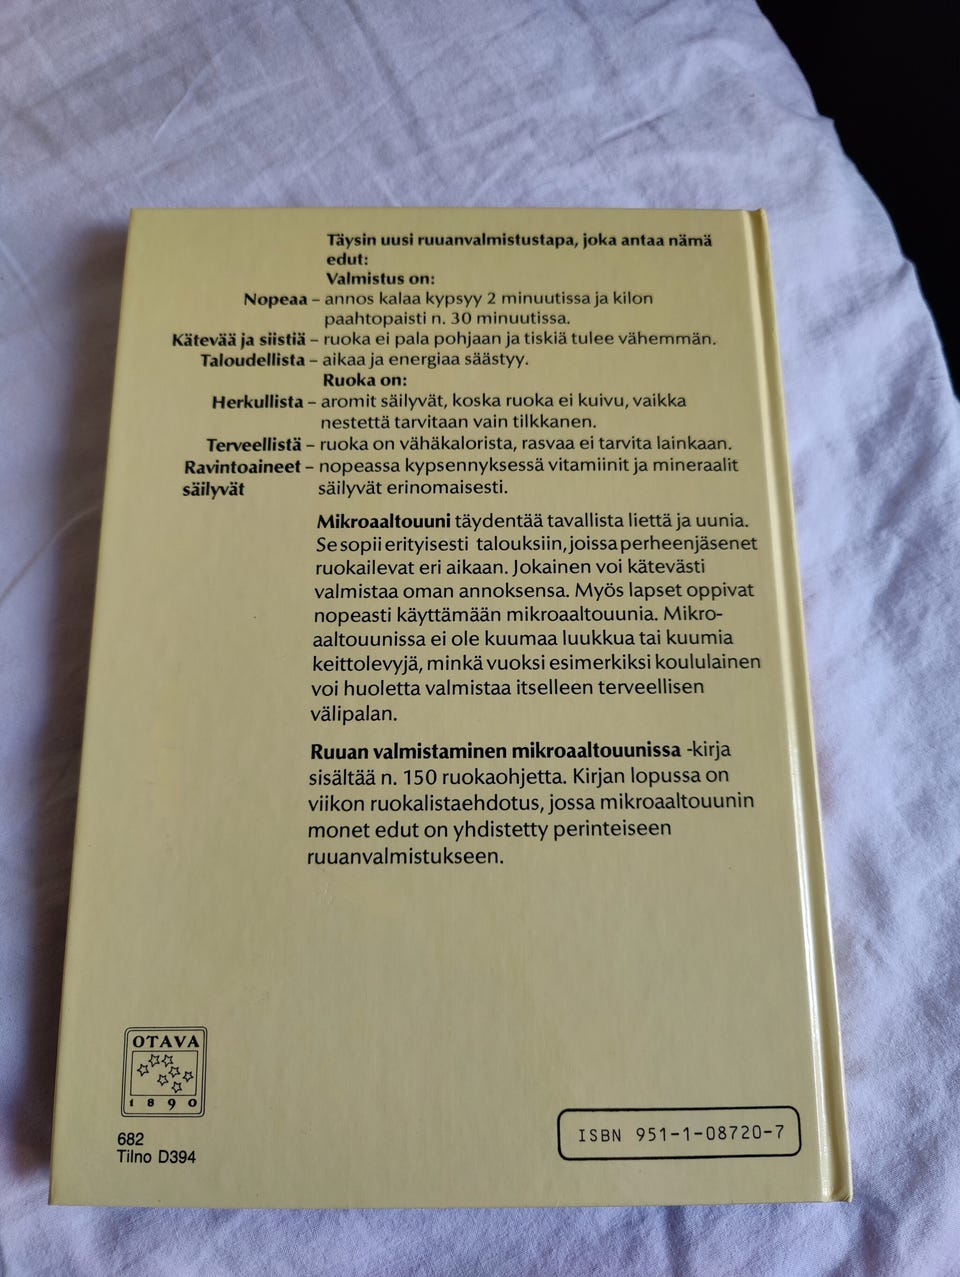 Täysin uusi ruuanvalmistustapa, joka antaa nämä
edut:
Valmistus on:
Nopeaa – annos kalaa kypsyy 2 minuutissa ja kilon
paahtopaisti n. 30 minuutissa.
Kätevää ja siistiä – ruoka ei pala pohjaan ja tiskiä tulee vähemmän.
Taloudellista – aikaa ja energiaa säästyy.
Ruoka on:
Herkullista – aromit säilyvät, koska ruoka ei kuivu, vaikka
nestettä tarvitaan vain tilkkanen.
Terveellistä – ruoka on vähäkalorista, rasvaa ei tarvita lainkaan.
Ravintoaineet – nopeassa kypsennyksessä vitamiinit ja mineraalit
säilyvät säilyvät erinomaisesti.
Mikroaaltouuni täydentää tavallista liettä ja uunia.
Se sopii erityisesti talouksiin, joissa perheenjäsenet
ruokailevat eri aikaan. Jokainen voi kätevästi
valmistaa oman annoksensa. Myös lapset oppivat
nopeasti käyttämään mikroaaltouunia. Mikro-
aaltouunissa ei ole kuumaa luukkua tai kuumia
keittolevyjä, minkä vuoksi esimerkiksi koululainen
voi huoletta valmistaa itselleen terveellisen
välipalan.
Ruuan valmistaminen mikroaaltouunissa -kirja
sisältää n. 150 ruokaohjetta. Kirjan lopussa on
viikon ruokalistaehdotus, jossa mikroaaltouunin
monet edut on yhdistetty perinteiseen
ruuanvalmistukseen.
OTAVA
1890
682
Tilno D394
ISBN 951-1-08720-7